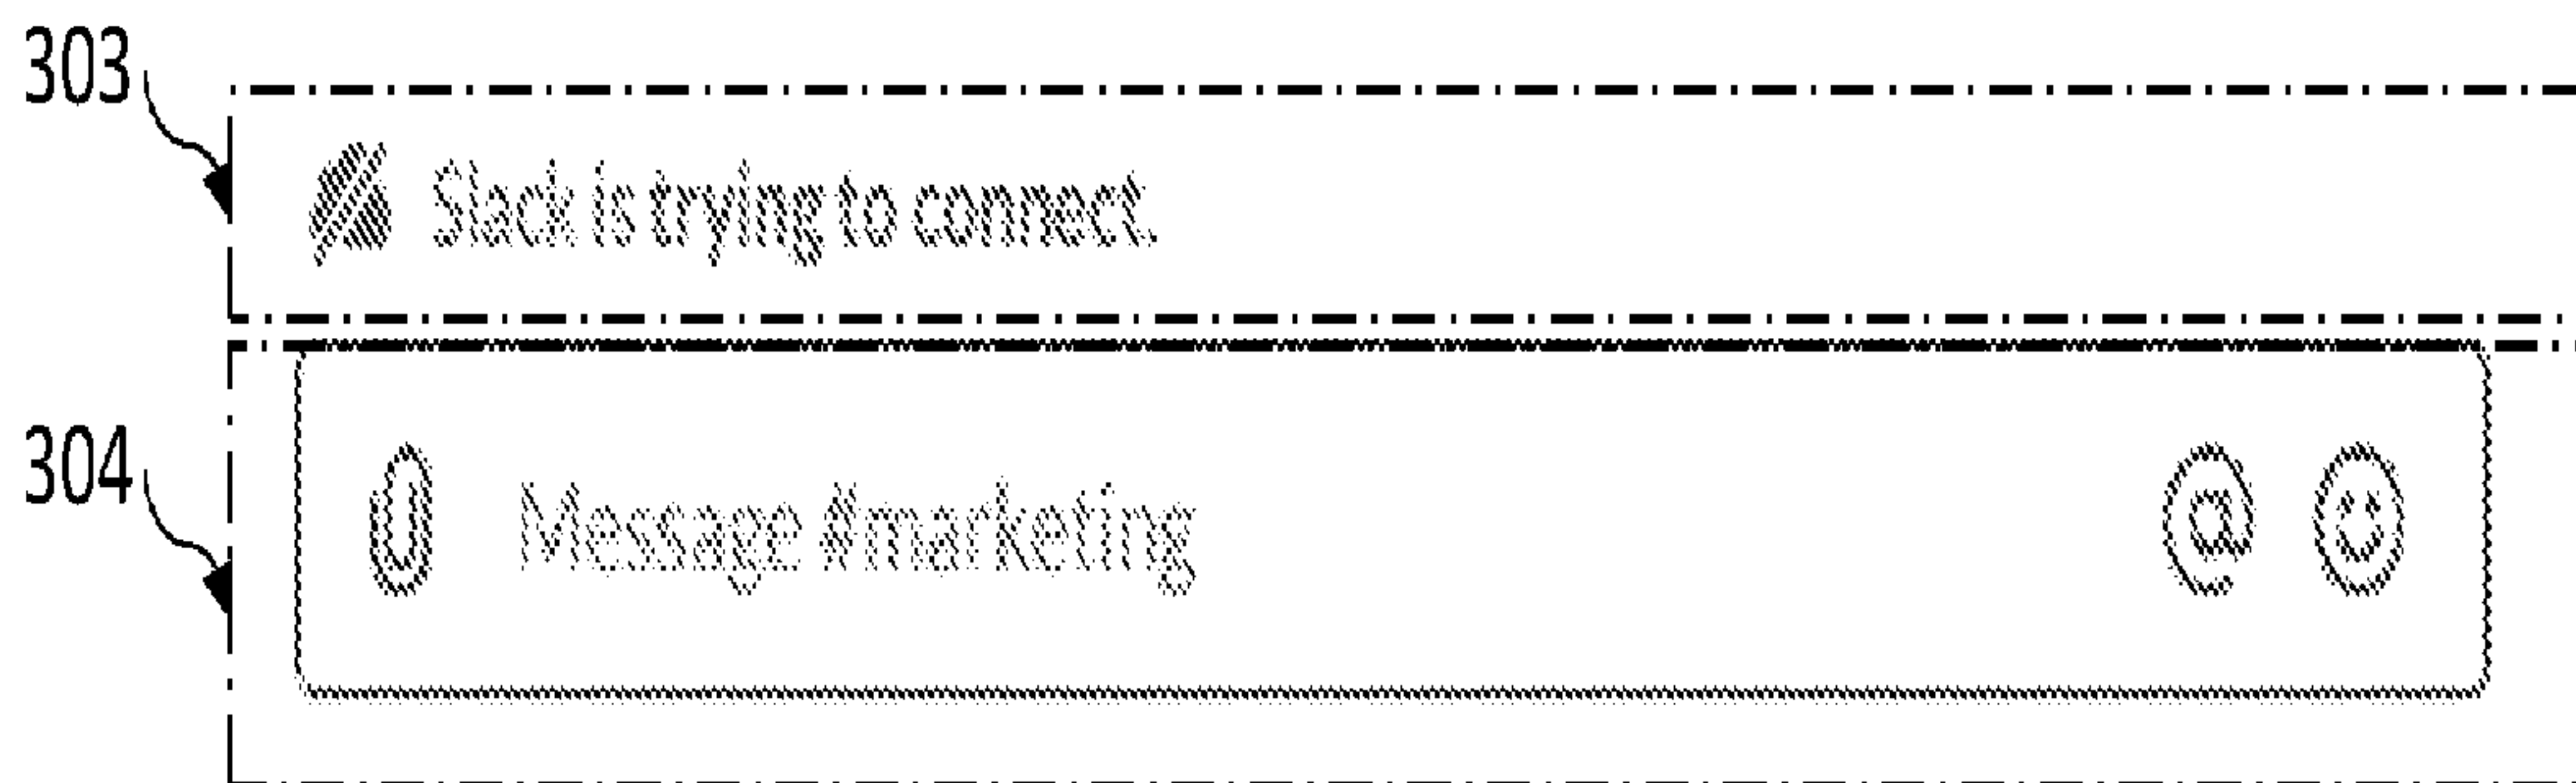 303
Slack is trying to connect.
304
Message #marketing @